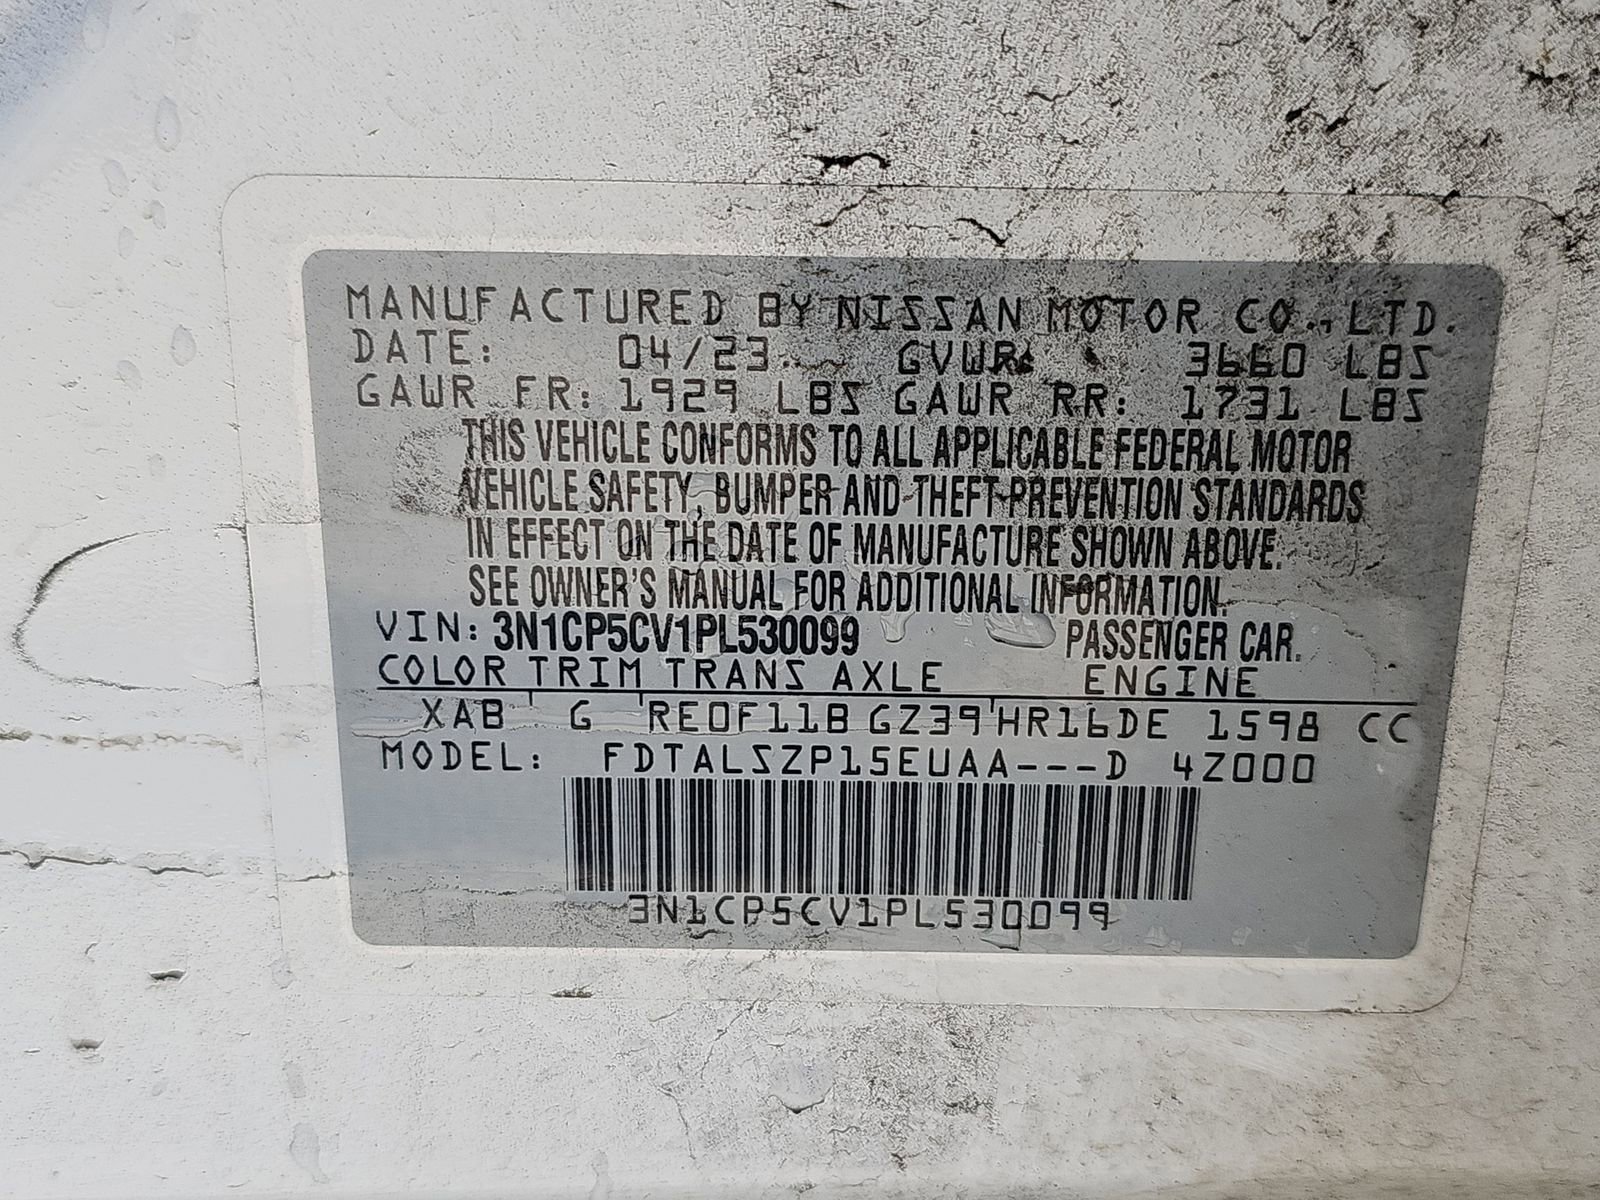 MANUFACTURED BY NISSAN MOTOR CO., LTD.
DATE: 04/23 GVWR: 3660 LBS
GAWR FR: 1929 LBS GAWR RR: 1731 LBS
THIS VEHICLE CONFORMS TO ALL APPLICABLE FEDERAL MOTOR
VEHICLE SAFETY, BUMPER AND THEFT PREVENTION STANDARDS
IN EFFECT ON THE DATE OF MANUFACTURE SHOWN ABOVE.
SEE OWNER'S MANUAL FOR ADDITIONAL INFORMATION.
VIN: 3N1CP5CV1PL530099 PASSENGER CAR.
COLOR TRIM TRANS AXLE ENGINE
XAB G RE0F11B GZ39 HR16DE 1598 CC
MODEL: FDTALSZP15EUAA---D 4Z000
3N1CP5CV1PL530099